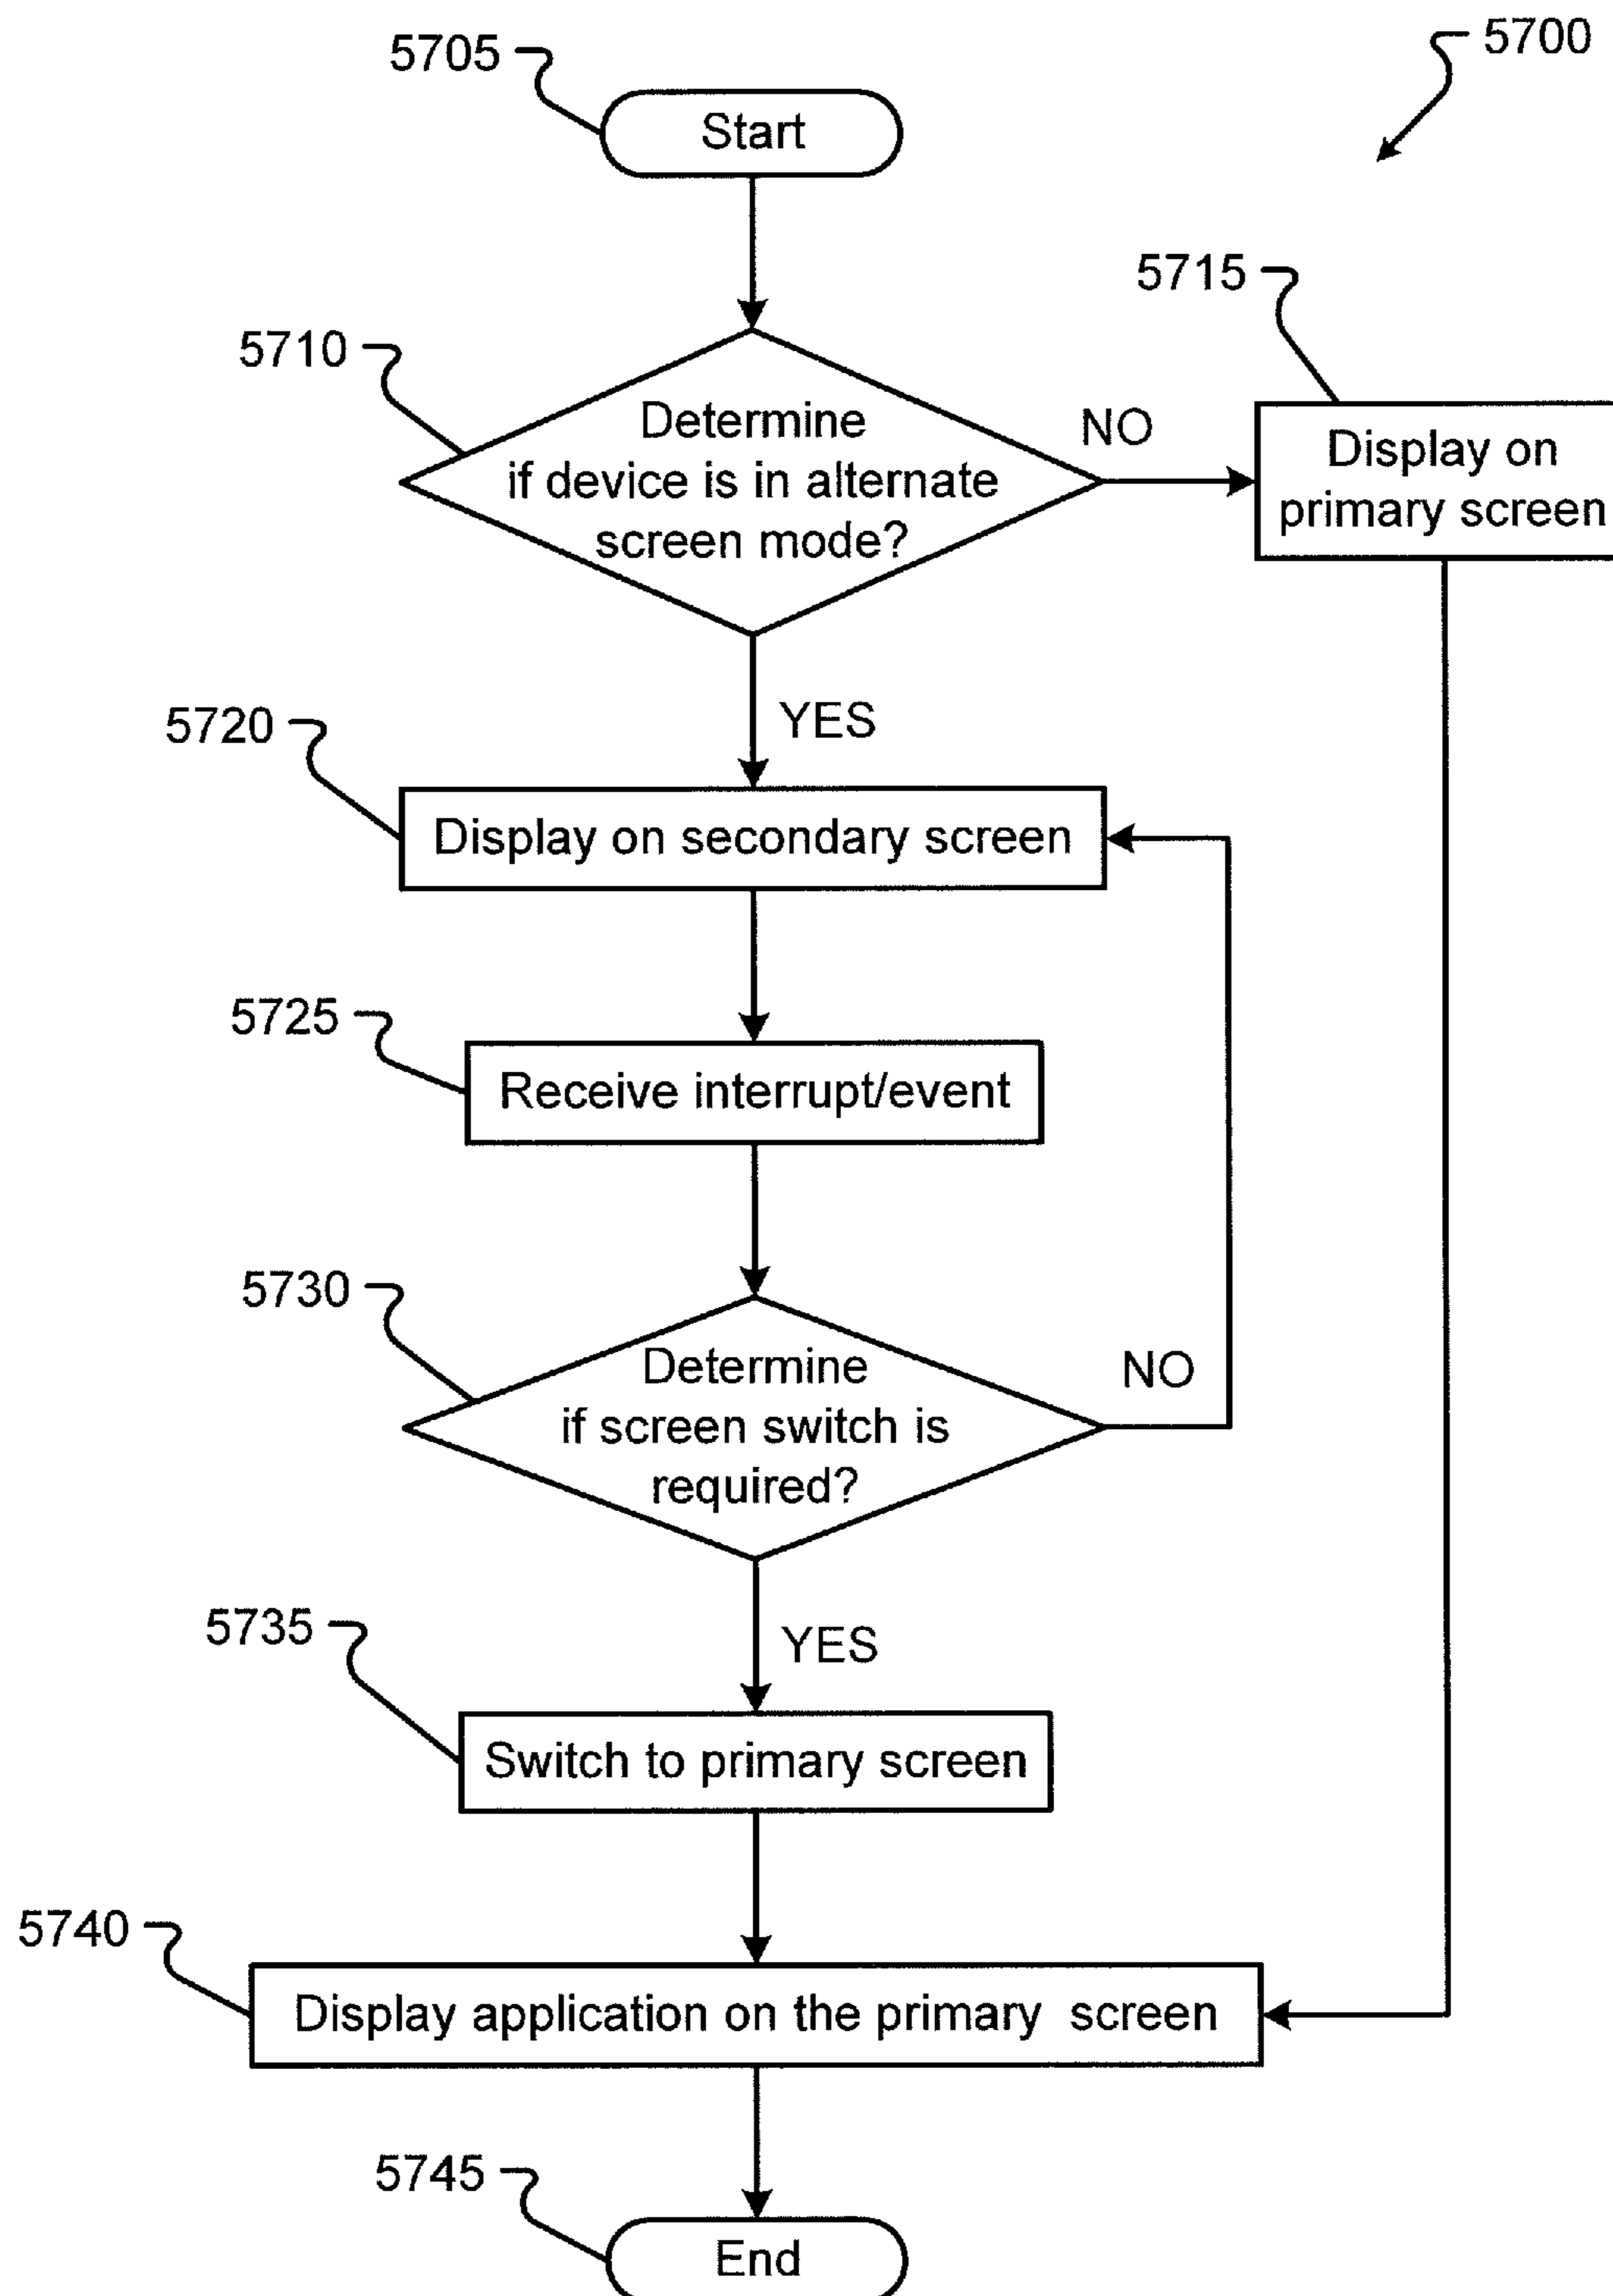 5705
5700
Start
5715
5710
Determine
if device is in alternate
screen mode?
NO
Display on
primary screen
YES
5720
Display on secondary screen
5725
Receive interrupt/event
5730
Determine
if screen switch is
required?
NO
5735
YES
Switch to primary screen
5740
Display application on the primary screen
5745
End